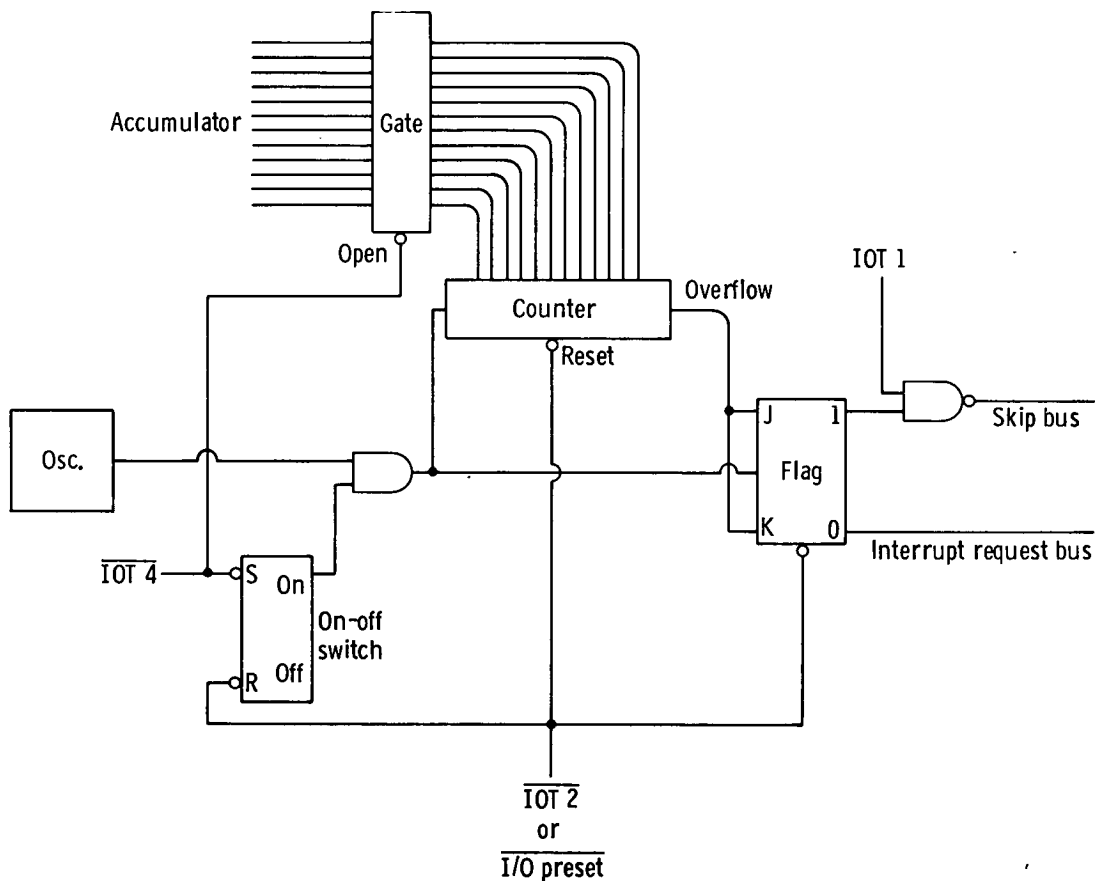 Accumulator
Gate
Open
Counter
Overflow
Reset
IOT 1
Osc.
J
1
Flag
K
0
Skip bus
Interrupt request bus
IOT 4
S
On
On-off
switch
Off
R
IOT 2
or
I/O preset